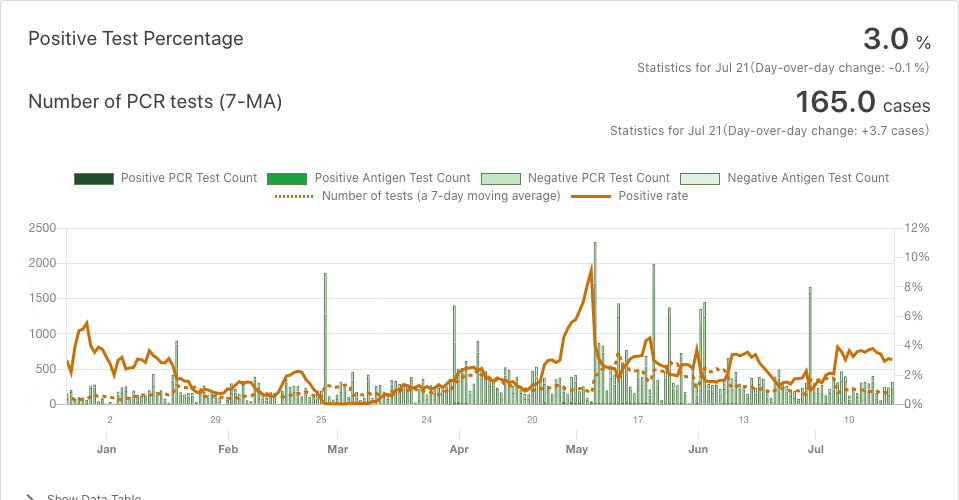 Positive Test Percentage
3.0 %
Statistics for Jul 21(Day-over-day change: -0.1 %)
Number of PCR tests (7-MA)
165.0 cases
Statistics for Jul 21(Day-over-day change: +3.7 cases)
Positive PCR Test Count Positive Antigen Test Count Negative PCR Test Count Negative Antigen Test Count
Number of tests (a 7-day moving average) Positive rate
2500 12%
2000 10%
1500 8%
1000 6%
500 4%
0 2%
0%
2 29 25 24 20 17 13 10
Jan Feb Mar Apr May Jun Jul
Show Data Table